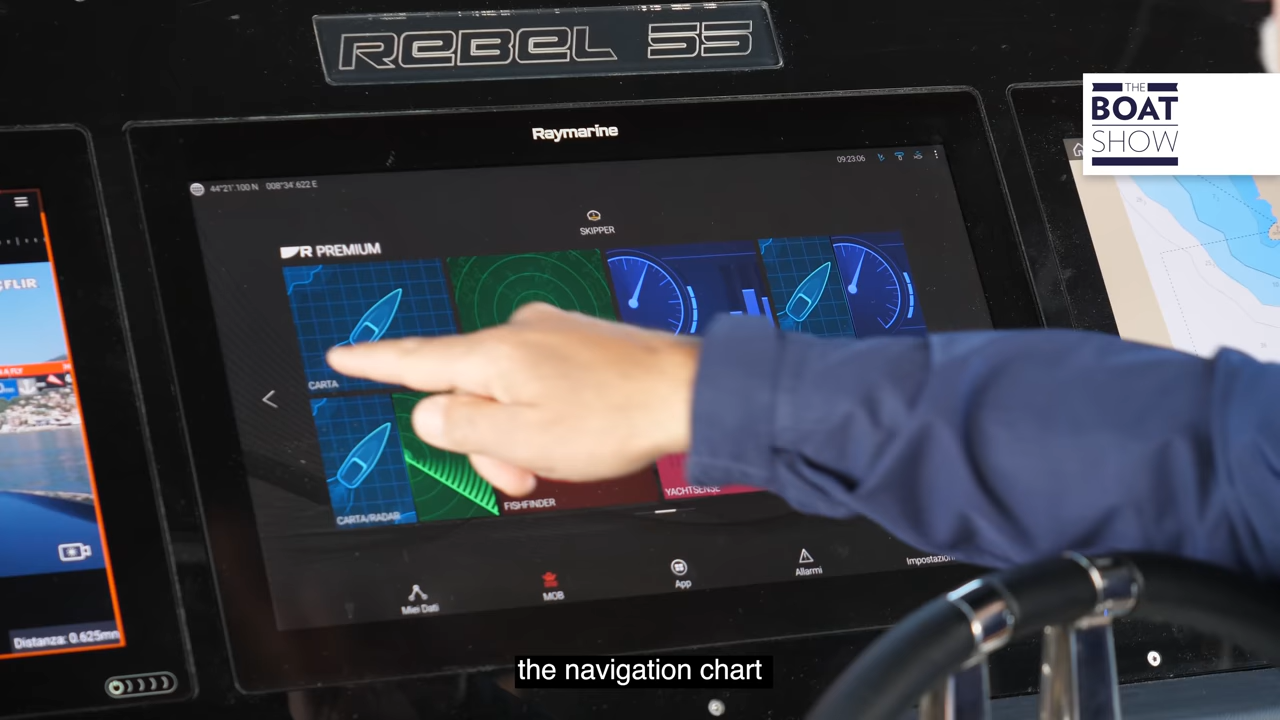 REBEL 55
THE
BOAT
SHOW
Raymarine
09:23:06
44°21'.100 N 008°34'.622 E
SKIPPER
R PREMIUM
FLIR
CARTA
CARTA/RADAR
FISHFINDER
YACHTSENSE
Miei Dati
MOB
App
Allarmi
Impostazioni
Distanza: 0.625nm
the navigation chart